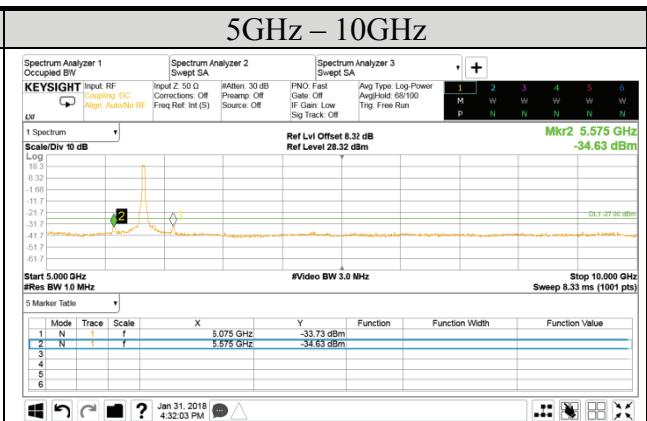 5GHz – 10GHz
Spectrum Analyzer 1
Occupied BW
Spectrum Analyzer 2
Swept SA
Spectrum Analyzer 3
Swept SA
KEYSIGHT
LXI
Input: RF
Coupling: DC
Align: Auto/No RF
Input Z: 50 Ω
Corrections: Off
Freq Ref: Int (S)
#Atten: 30 dB
Preamp: Off
Source: Off
PNO: Fast
Gate: Off
IF Gain: Low
Sig Track: Off
Avg Type: Log-Power
Avg|Hold: 68/100
Trig: Free Run
1 2 3 4 5 6
M W W W W W
P N N N N N
1 Spectrum
Scale/Div 10 dB
Ref Lvl Offset 8.32 dB
Ref Level 28.32 dBm
Mkr2 5.575 GHz
-34.63 dBm
Log
18.3
8.32
-1.68
-11.7
-21.7
-31.7
-41.7
-51.7
-61.7
2
1
DL1 -27.00 dBm
Start 5.000 GHz
#Res BW 1.0 MHz
#Video BW 3.0 MHz
Stop 10.000 GHz
Sweep 8.33 ms (1001 pts)
5 Marker Table
Mode Trace Scale X Y Function Function Width Function Value
1 N 1 f 6.075 GHz -33.73 dBm
2 N 1 f 5.575 GHz -34.63 dBm
3
4
5
6
?
Jan 31, 2018
4:32:03 PM